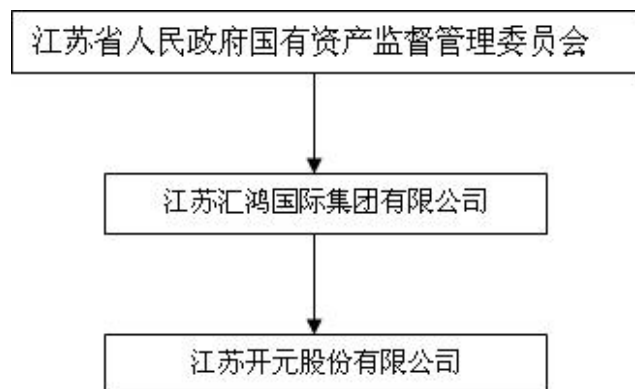 江苏省人民政府国有资产监督管理委员会
江苏汇鸿国际集团有限公司
江苏开元股份有限公司